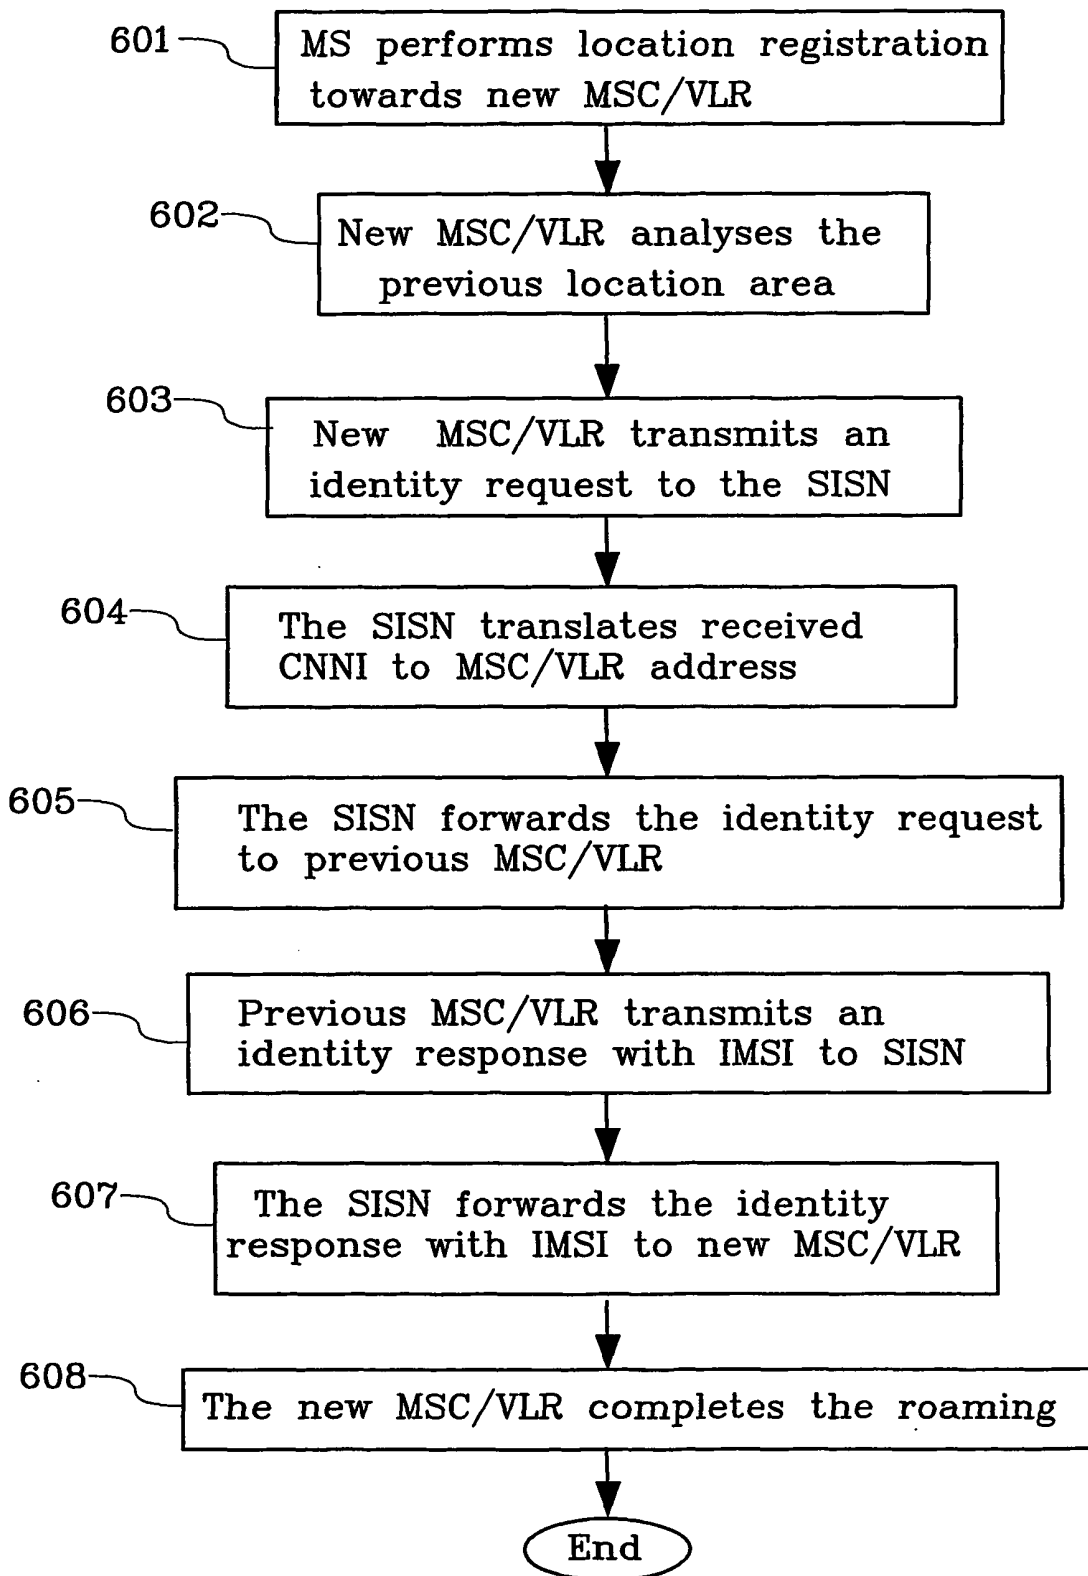 601
MS performs location registration
towards new MSC/VLR
602
New MSC/VLR analyses the
previous location area
603
New MSC/VLR transmits an
identity request to the SISN
604
The SISN translates received
CNNI to MSC/VLR address
605
The SISN forwards the identity request
to previous MSC/VLR
606
Previous MSC/VLR transmits an
identity response with IMSI to SISN
607
The SISN forwards the identity
response with IMSI to new MSC/VLR
608
The new MSC/VLR completes the roaming
End